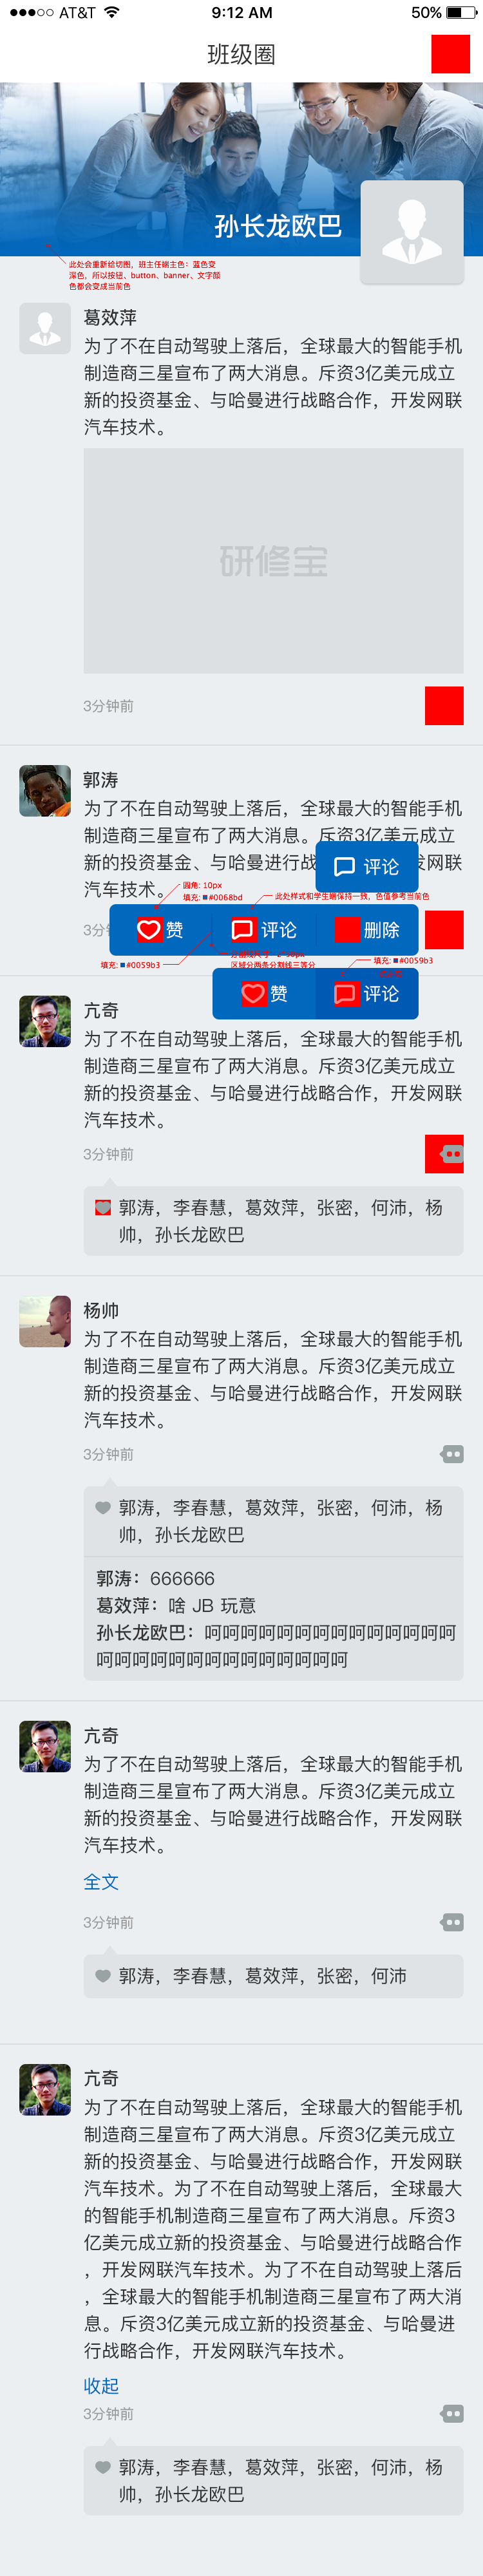 AT&T
9:12 AM
50%
班级圈
孙长龙欧巴
此处会重新给切图，班主任端主色：蓝色变
深色，所以按钮、button、banner、文字颜
色都会变成当前色
葛效萍
为了不在自动驾驶上落后，全球最大的智能手机
制造商三星宣布了两大消息。斥资3亿美元成立
新的投资基金、与哈曼进行战略合作，开发网联
汽车技术。
研修宝
3分钟前
郭涛
为了不在自动驾驶上落后，全球最大的智能手机
制造商三星宣布了两大消息。斥资3亿美元成立
新的投资基金、与哈曼进行战略合
发网联
评论
汽车技术。
圆角: 10px
填充: #0068bd
此处样式和学生端保持一致，色值参考当前色
3分
赞
评论
删除
填充: #0059b3
区域分两条分割线三等分
填充: #0059b3
赞
评论
亢奇
为了不在自动驾驶上落后，全球最大的智能手机
制造商三星宣布了两大消息。斥资3亿美元成立
新的投资基金、与哈曼进行战略合作，开发网联
汽车技术。
3分钟前
郭涛，李春慧，葛效萍，张密，何沛，杨
帅，孙长龙欧巴
杨帅
为了不在自动驾驶上落后，全球最大的智能手机
制造商三星宣布了两大消息。斥资3亿美元成立
新的投资基金、与哈曼进行战略合作，开发网联
汽车技术。
3分钟前
郭涛，李春慧，葛效萍，张密，何沛，杨
帅，孙长龙欧巴
郭涛：666666
葛效萍：啥 JB 玩意
孙长龙欧巴：呵呵呵呵呵呵呵呵呵呵呵呵呵呵
呵呵呵呵呵呵呵呵呵呵呵呵呵呵
亢奇
为了不在自动驾驶上落后，全球最大的智能手机
制造商三星宣布了两大消息。斥资3亿美元成立
新的投资基金、与哈曼进行战略合作，开发网联
汽车技术。
全文
3分钟前
郭涛，李春慧，葛效萍，张密，何沛
亢奇
为了不在自动驾驶上落后，全球最大的智能手机
制造商三星宣布了两大消息。斥资3亿美元成立
新的投资基金、与哈曼进行战略合作，开发网联
汽车技术。为了不在自动驾驶上落后，全球最大
的智能手机制造商三星宣布了两大消息。斥资3
亿美元成立新的投资基金、与哈曼进行战略合作
，开发网联汽车技术。为了不在自动驾驶上落后
，全球最大的智能手机制造商三星宣布了两大消
息。斥资3亿美元成立新的投资基金、与哈曼进
行战略合作，开发网联汽车技术。
收起
3分钟前
郭涛，李春慧，葛效萍，张密，何沛，杨
帅，孙长龙欧巴